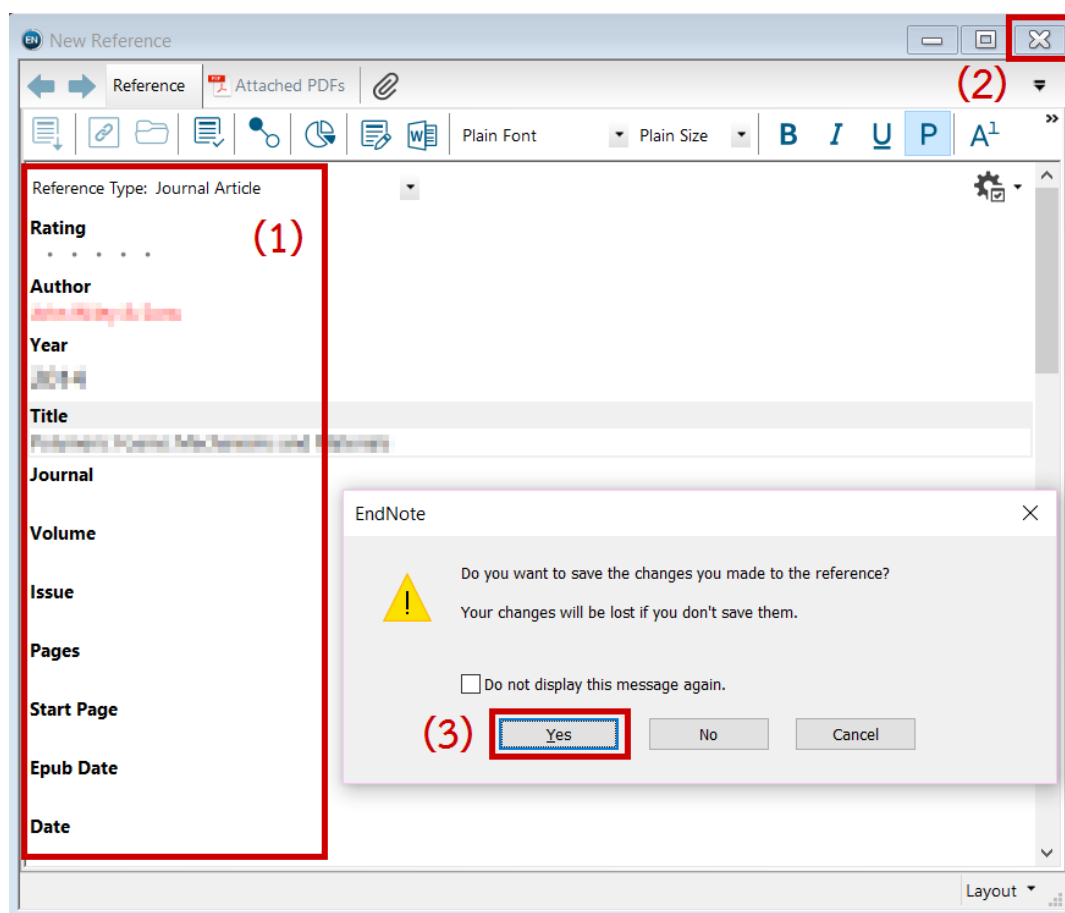 EN New Reference
Reference Attached PDFs
(2)
Plain Font Plain Size B I U P A1 »
Reference Type: Journal Article
Rating
(1)
Author
Year
Title
Journal
Volume
Issue
Pages
Start Page
Epub Date
Date
EndNote
Do you want to save the changes you made to the reference?
Your changes will be lost if you don't save them.
Do not display this message again.
(3) Yes No Cancel
Layout